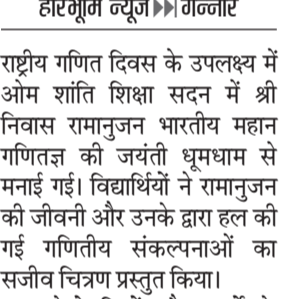 हरिभूमि न्यूज▸▸गन्नौर
राष्ट्रीय गणित दिवस के उपलक्ष्य में
ओम शांति शिक्षा सदन में श्री
निवास रामानुजन भारतीय महान
गणितज्ञ की जयंती धूमधाम से
मनाई गई। विद्यार्थियों ने रामानुजन
की जीवनी और उनके द्वारा हल की
गई गणितीय संकल्पनाओं का
सजीव चित्रण प्रस्तुत किया।